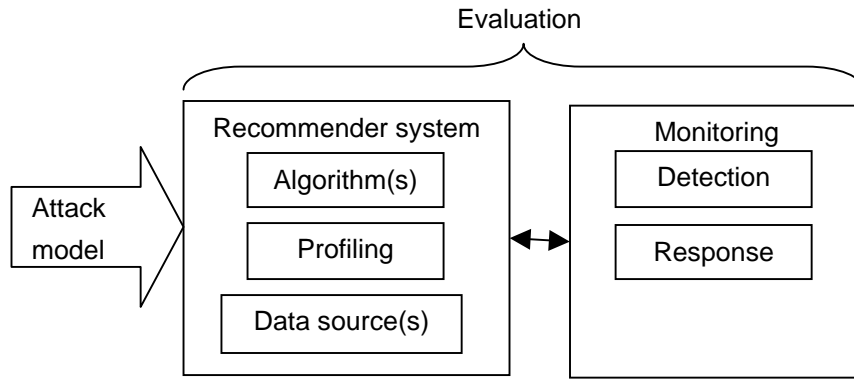 Evaluation
Recommender system
Algorithm(s)
Profiling
Data source(s)
Monitoring
Detection
Response
Attack
model